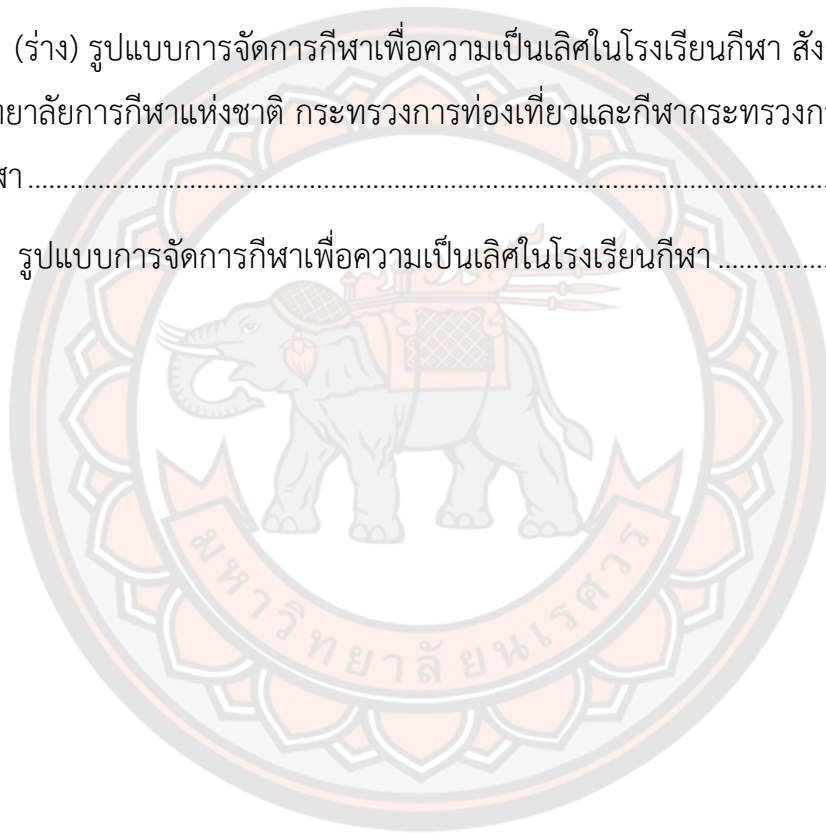 (ร่าง) รูปแบบการจัดการกีฬาเพื่อความเป็นเลิศในโรงเรียนกีฬา สัง
ทยาลัยการกีฬาแห่งชาติ กระทรวงการท่องเที่ยวและกีฬากระทรวงก
ฬา................................................................................................................
รูปแบบการจัดการกีฬาเพื่อความเป็นเลิศในโรงเรียนกีฬา................
มหาวิทยาลัยนเรศวร